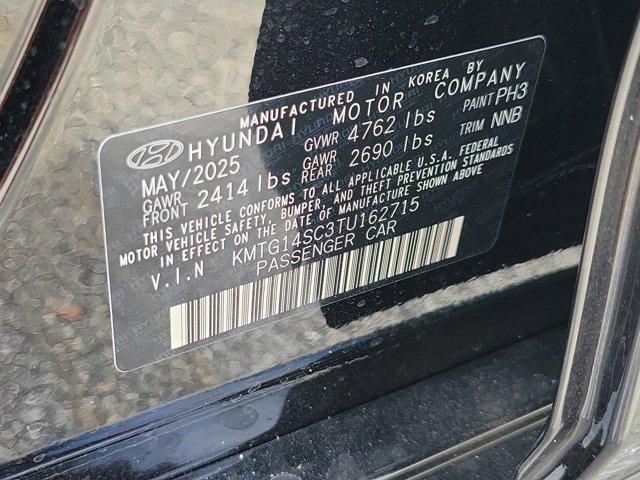 MANUFACTURED IN KOREA BY
HYUNDAI MOTOR COMPANY
MAY/2025 GVWR 4762 lbs PAINT PH3
GAWR FRONT 2414 lbs GAWR REAR 2690 lbs TRIM NNB
THIS VEHICLE CONFORMS TO ALL APPLICABLE U.S.A. FEDERAL
MOTOR VEHICLE SAFETY, BUMPER, AND THEFT PREVENTION STANDARDS
IN EFFECT ON THE DATE OF MANUFACTURE SHOWN ABOVE
V.I.N KMTG14SC3TU162715
PASSENGER CAR